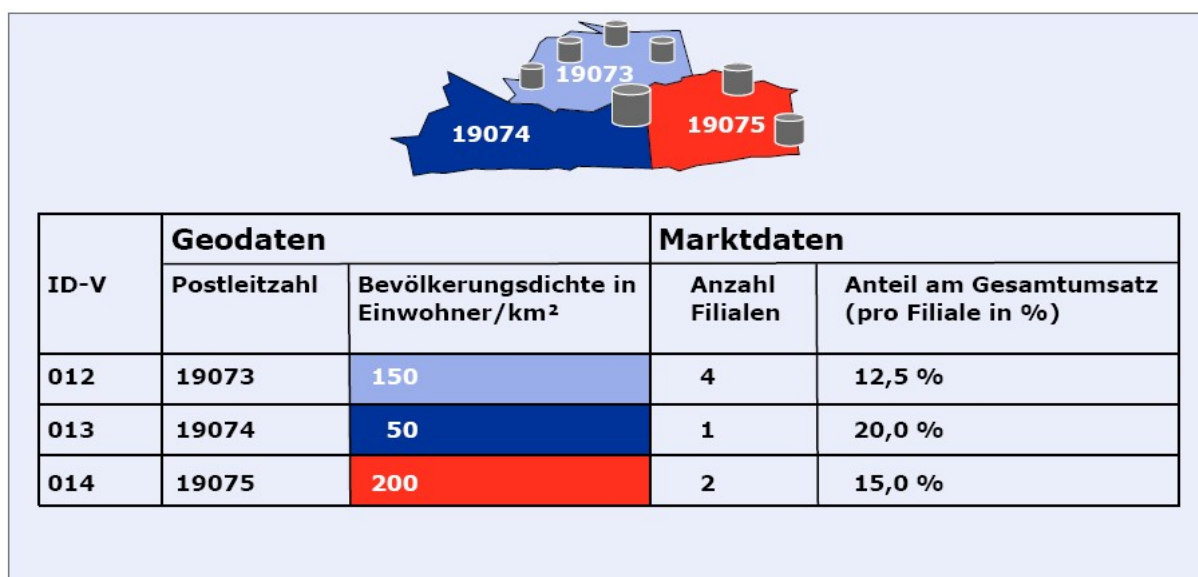 19073
19074
19075
Geodaten
Marktdaten
ID-V
Postleitzahl
Bevölkerungsdichte in
Einwohner/km²
Anzahl
Filialen
Anteil am Gesamtumsatz
(pro Filiale in %)
012 19073 150 4 12,5 %
013 19074 50 1 20,0 %
014 19075 200 2 15,0 %